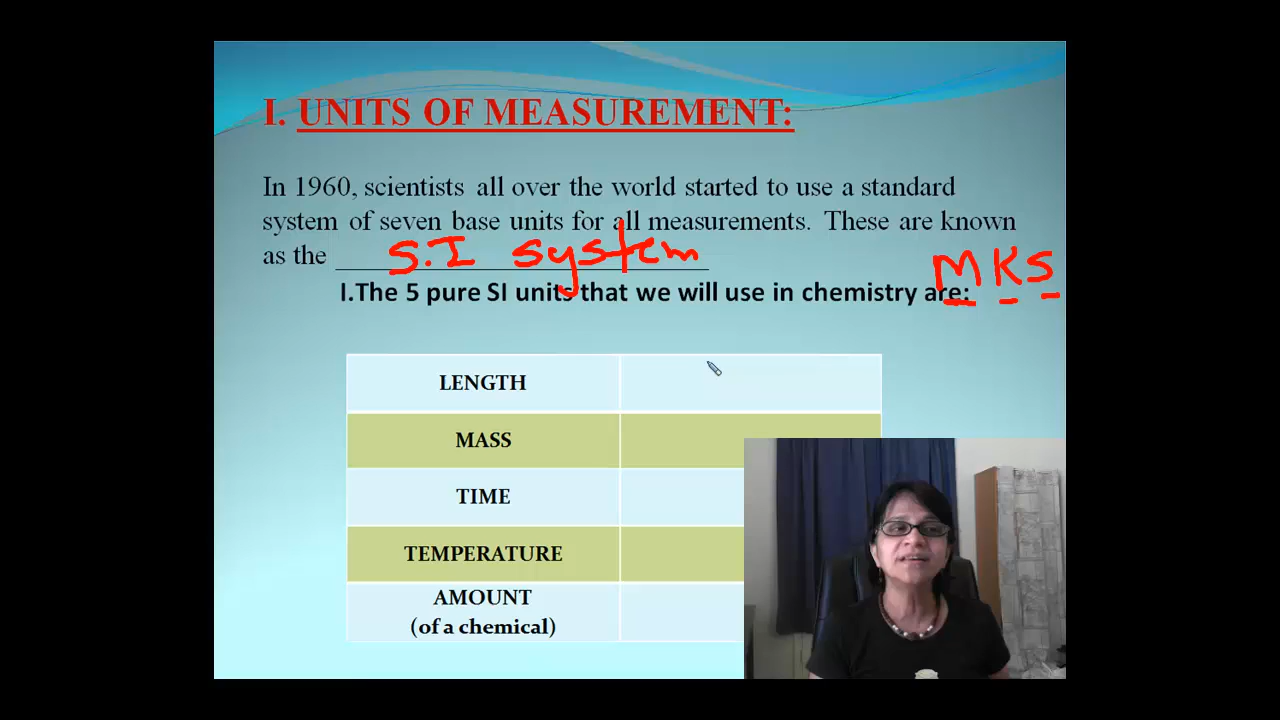 I. UNITS OF MEASUREMENT:
In 1960, scientists all over the world started to use a standard
system of seven base units for all measurements. These are known
as the S.I system
MKS
I.The 5 pure SI units that we will use in chemistry are:
LENGTH
MASS
TIME
TEMPERATURE
AMOUNT
(of a chemical)